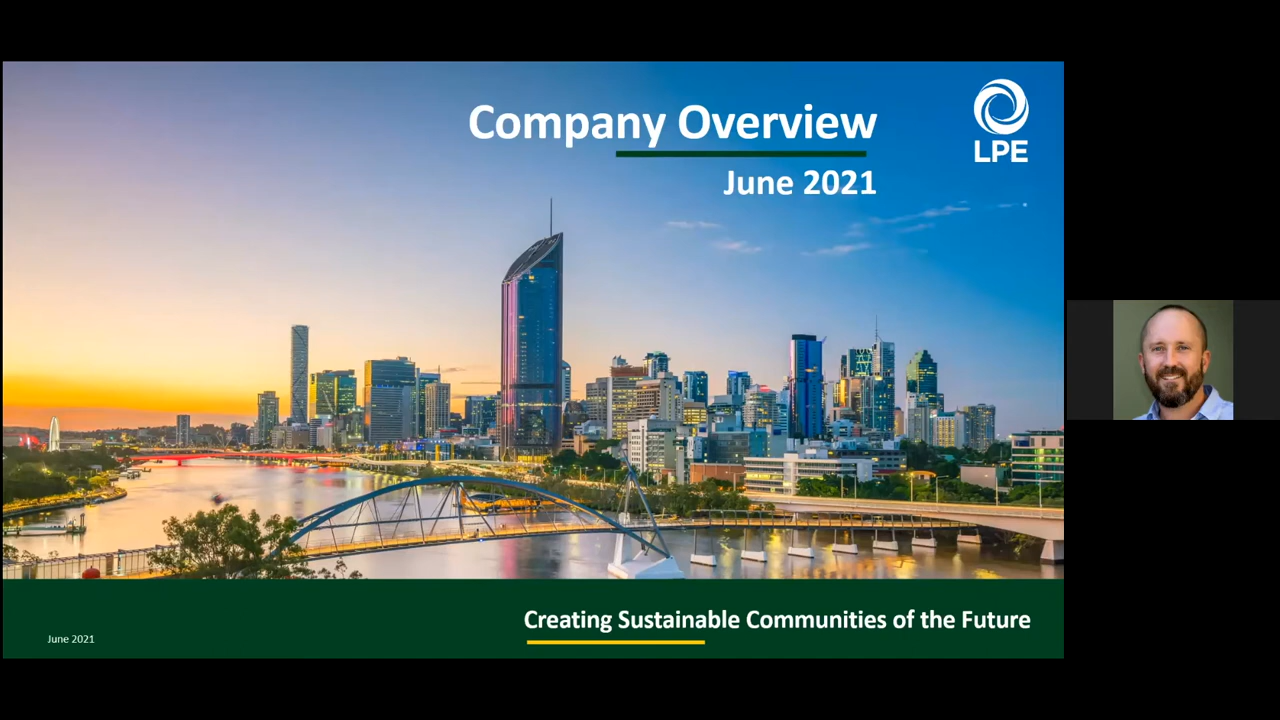 Company Overview
June 2021
LPE
Creating Sustainable Communities of the Future
June 2021